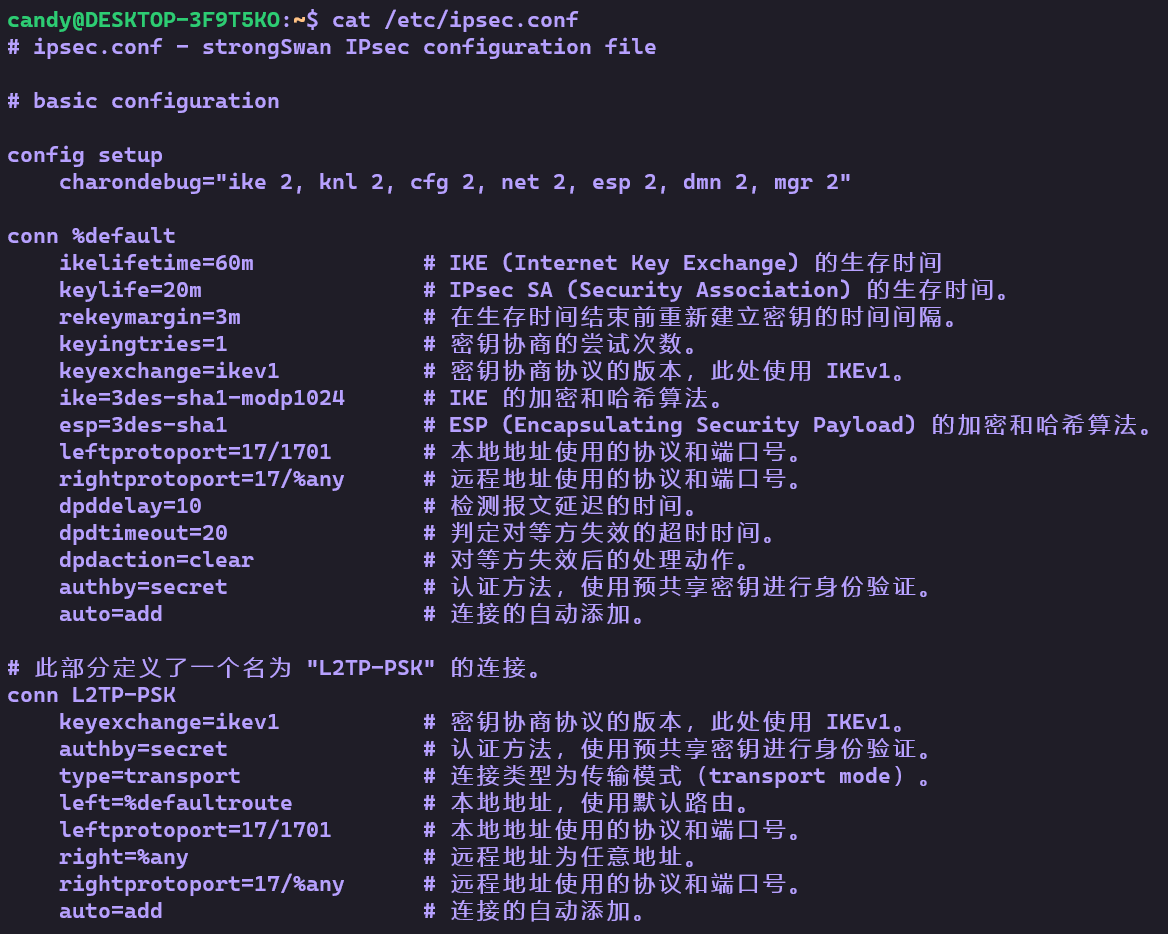 candy@DESKTOP-3F9T5KO:~$ cat /etc/ipsec.conf
# ipsec.conf - strongSwan IPsec configuration file

# basic configuration

config setup
    charondebug="ike 2, knl 2, cfg 2, net 2, esp 2, dmn 2, mgr 2"

conn %default
    ikelifetime=60m             # IKE (Internet Key Exchange) 的生存时间
    keylife=20m                 # IPsec SA (Security Association) 的生存时间。
    rekeymargin=3m              # 在生存时间结束前重新建立密钥的时间间隔。
    keyingtries=1               # 密钥协商的尝试次数。
    keyexchange=ikev1           # 密钥协商协议的版本，此处使用 IKEv1。
    ike=3des-sha1-modp1024      # IKE 的加密和哈希算法。
    esp=3des-sha1               # ESP (Encapsulating Security Payload) 的加密和哈希算法。
    leftprotoport=17/1701       # 本地地址使用的协议和端口号。
    rightprotoport=17/%any      # 远程地址使用的协议和端口号。
    dpddelay=10                 # 检测报文延迟的时间。
    dpdtimeout=20               # 判定对等方失效的超时时间。
    dpdaction=clear             # 对等方失效后的处理动作。
    authby=secret               # 认证方法，使用预共享密钥进行身份验证。
    auto=add                    # 连接的自动添加。

# 此部分定义了一个名为 "L2TP-PSK" 的连接。
conn L2TP-PSK
    keyexchange=ikev1           # 密钥协商协议的版本，此处使用 IKEv1。
    authby=secret               # 认证方法，使用预共享密钥进行身份验证。
    type=transport              # 连接类型为传输模式（transport mode）。
    left=%defaultroute          # 本地地址，使用默认路由。
    leftprotoport=17/1701       # 本地地址使用的协议和端口号。
    right=%any                  # 远程地址为任意地址。
    rightprotoport=17/%any      # 远程地址使用的协议和端口号。
    auto=add                    # 连接的自动添加。